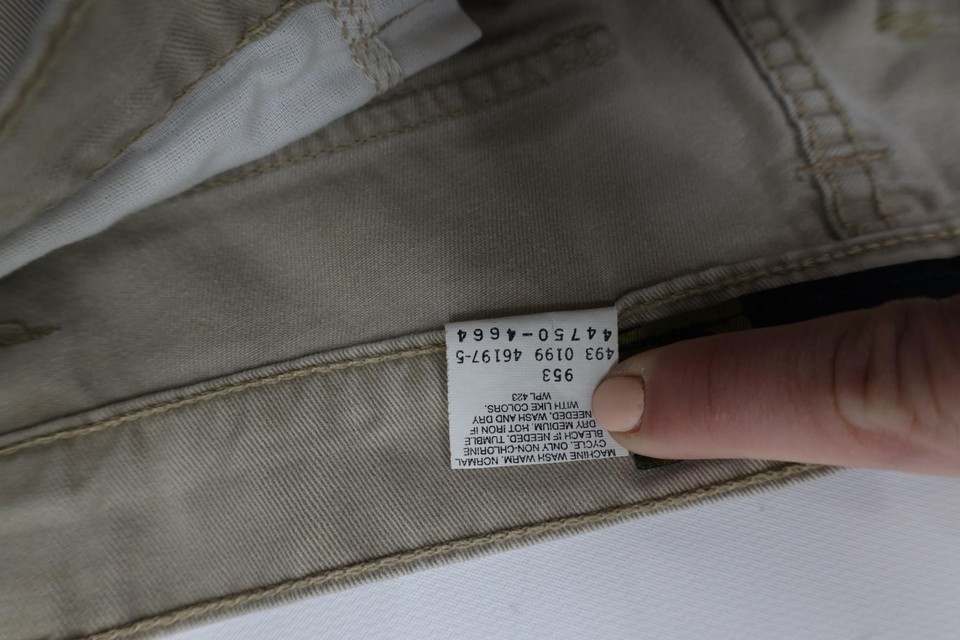 MACHINE WASH WARM, NORMAL
CYCLE. ONLY NON-CHLORINE
BLEACH IF NEEDED. TUMBLE
DRY MEDIUM. HOT IRON IF
NEEDED. WASH AND DRY
WITH LIKE COLORS.
WPL 423
953
493 0199 46197-5
44750-4664